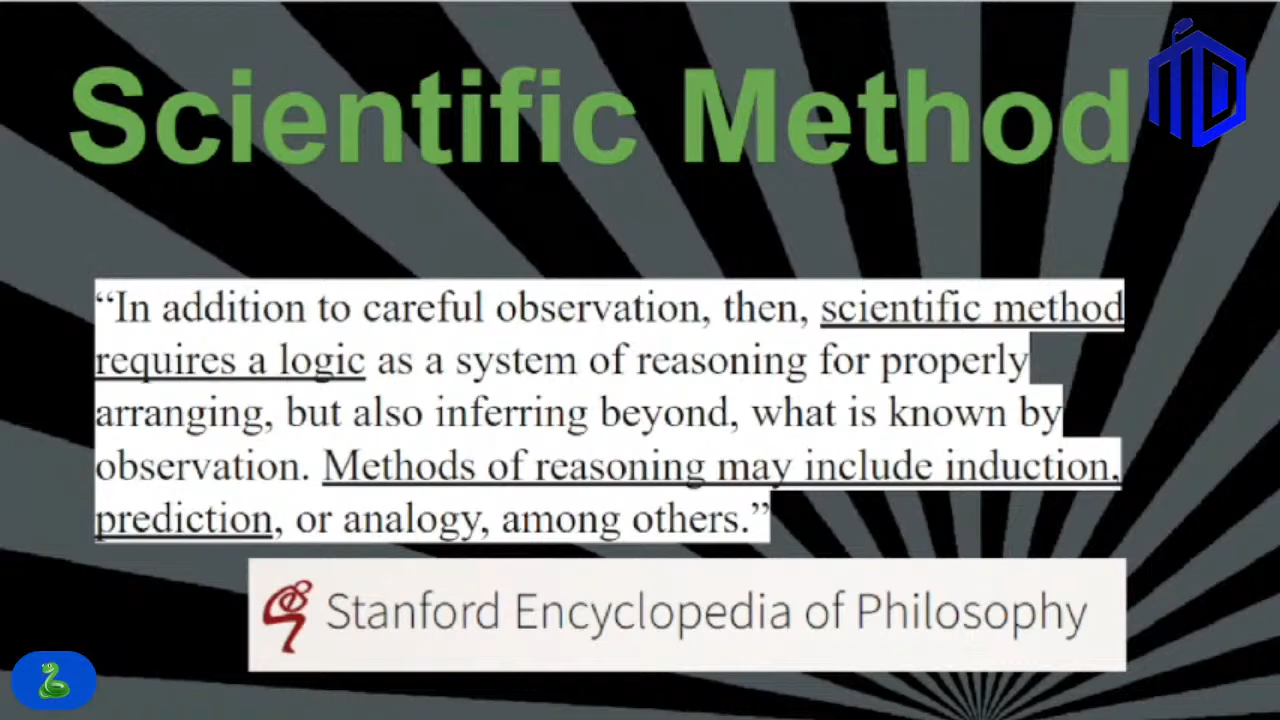 Scientific Method
“In addition to careful observation, then, scientific method
requires a logic as a system of reasoning for properly
arranging, but also inferring beyond, what is known by
observation. Methods of reasoning may include induction,
prediction, or analogy, among others.”
Stanford Encyclopedia of Philosophy